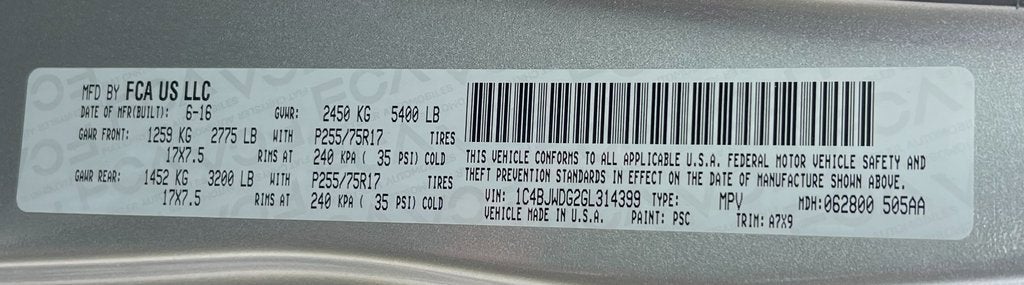 MFD BY FCA US LLC
DATE OF MFR(BUILT): 6-16 GVWR: 2450 KG 5400 LB
GAWR FRONT: 1259 KG 2775 LB WITH P255/75R17 TIRES
17X7.5 RIMS AT 240 KPA ( 35 PSI) COLD
GAWR REAR: 1452 KG 3200 LB WITH P255/75R17 TIRES
17X7.5 RIMS AT 240 KPA ( 35 PSI) COLD
THIS VEHICLE CONFORMS TO ALL APPLICABLE U.S.A. FEDERAL MOTOR VEHICLE SAFETY AND
THEFT PREVENTION STANDARDS IN EFFECT ON THE DATE OF MANUFACTURE SHOWN ABOVE.
VIN: 1C4BJWDG2GL314399 TYPE: MPV MDH:062800 505AA
VEHICLE MADE IN U.S.A. PAINT: PSC TRIM: A7X9